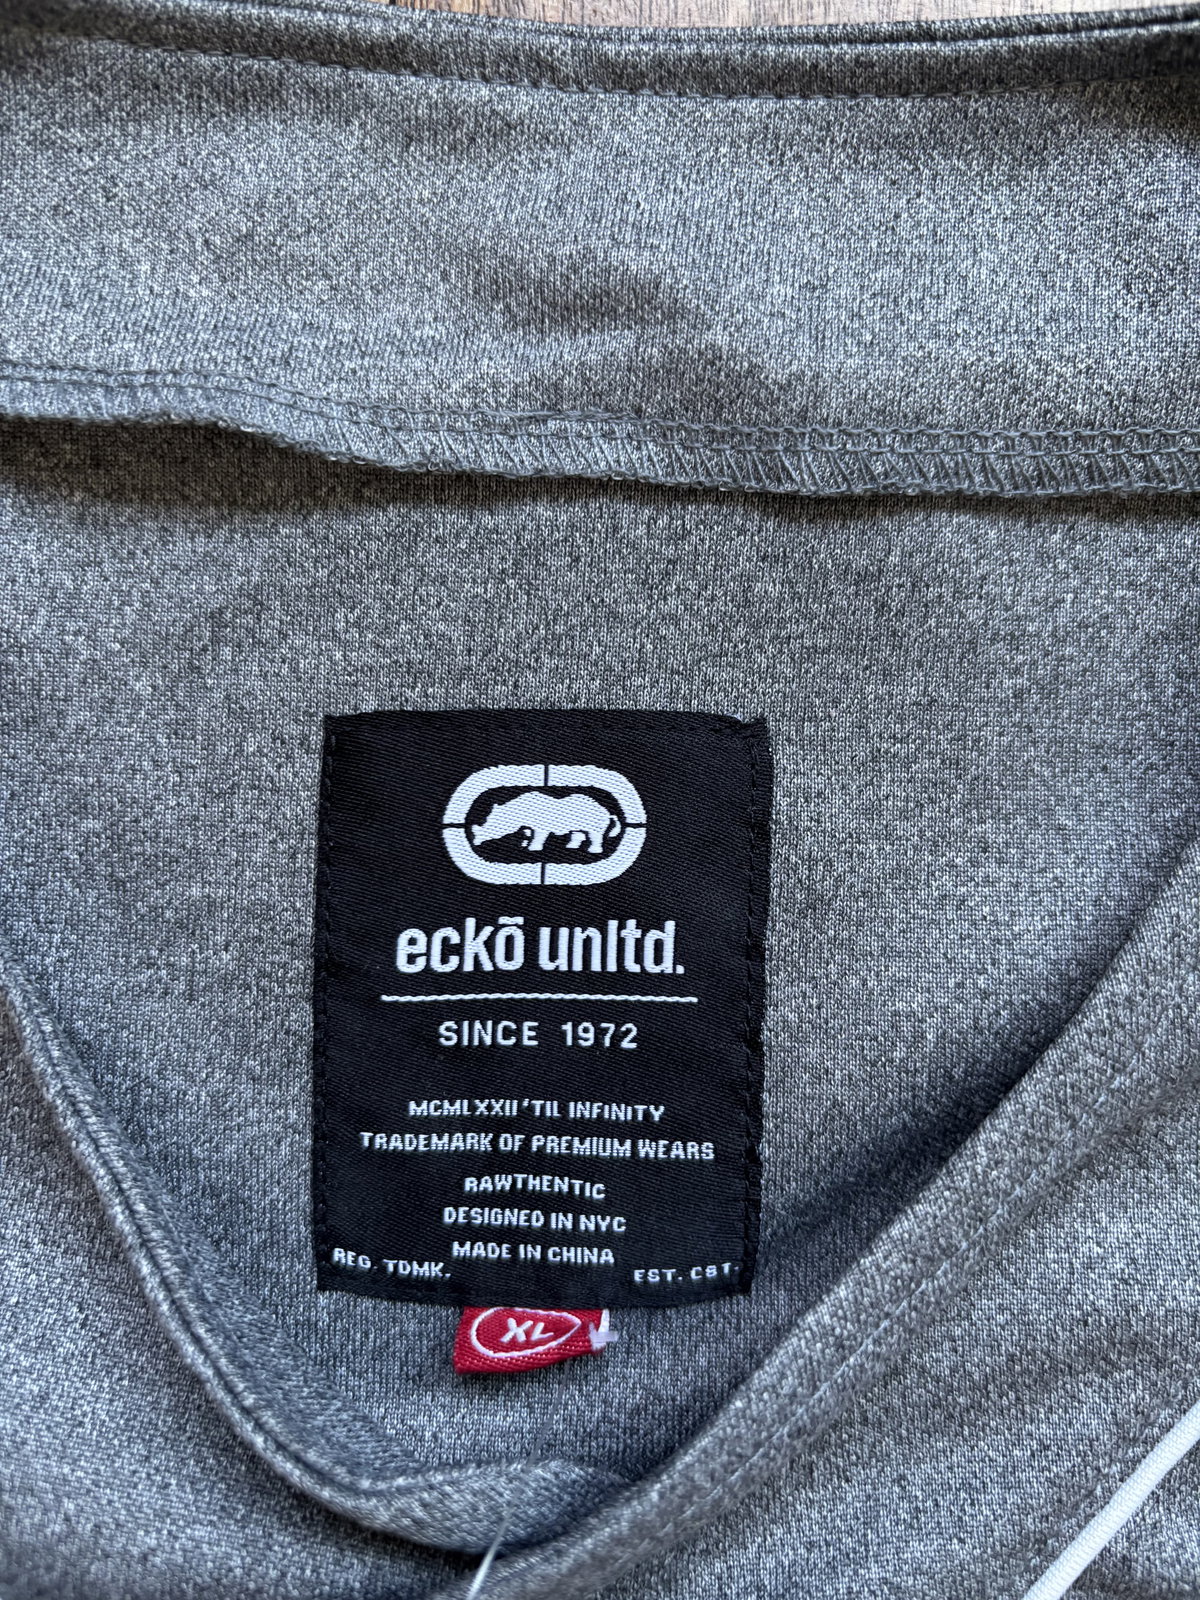 eckō unltd.
SINCE 1972
MCMLXXII 'TIL INFINITY
TRADEMARK OF PREMIUM WEARS
RAWTHENTIC
DESIGNED IN NYC
MADE IN CHINA
REG. TDMK.
EST. CST.
XL